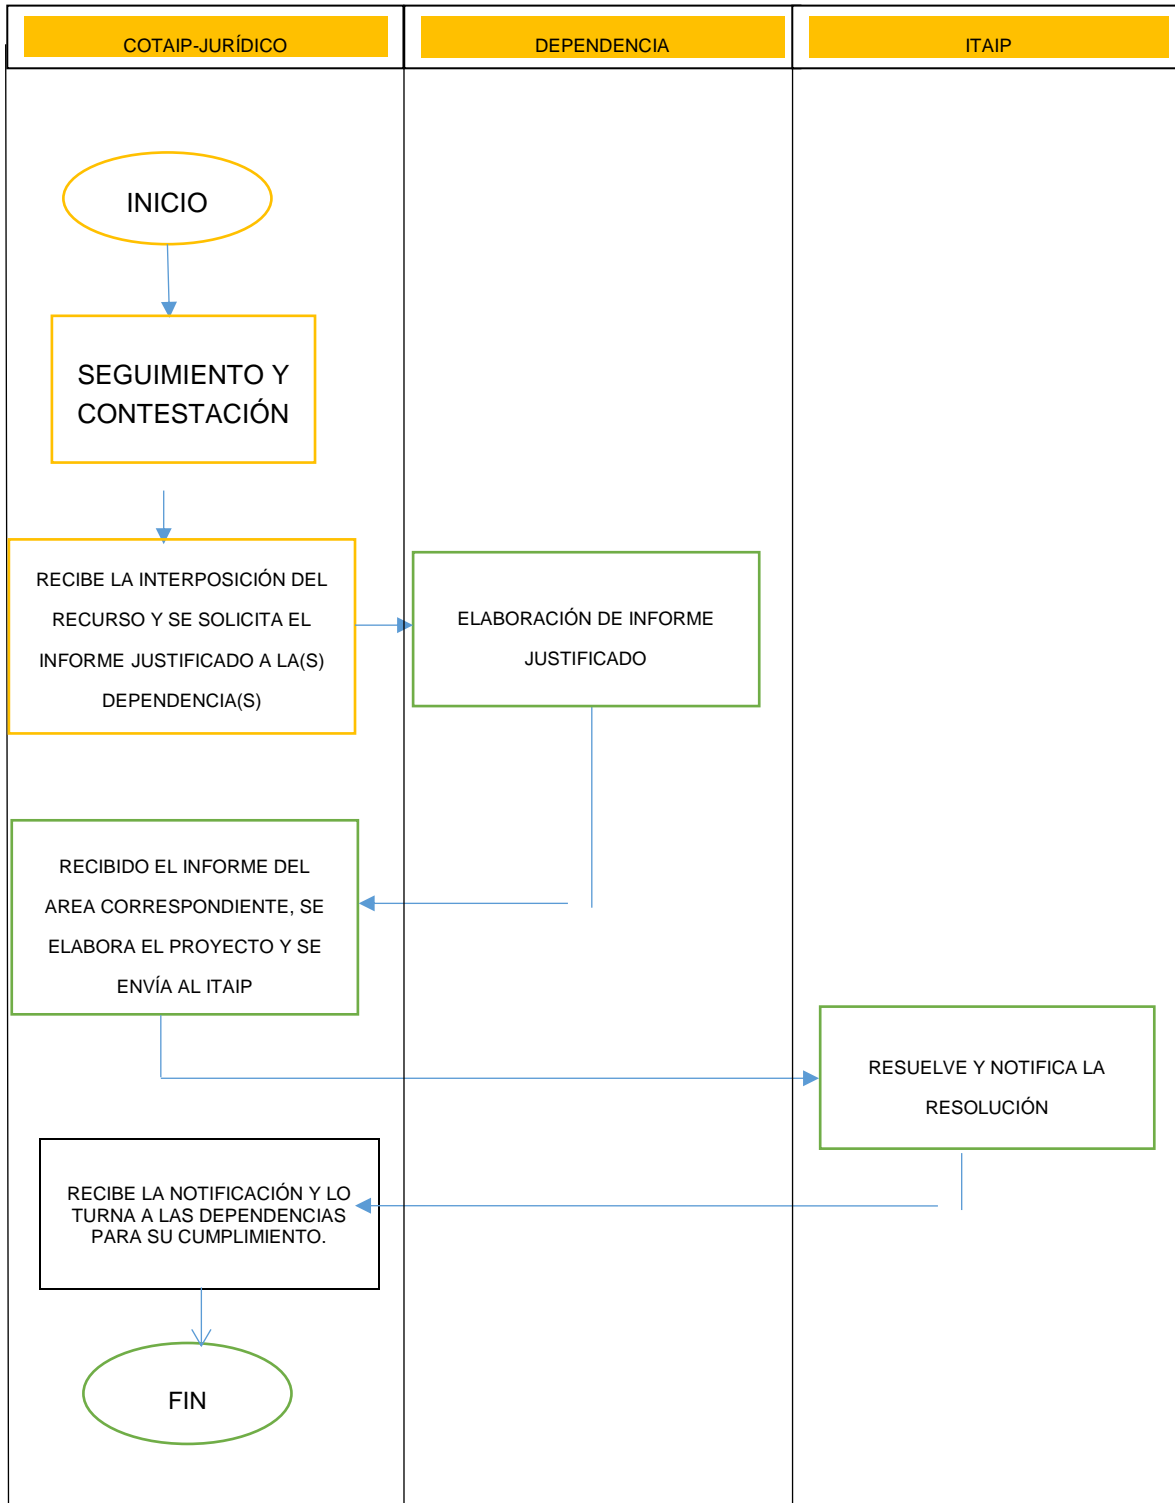 COTAIP-JURÍDICO
DEPENDENCIA
ITAIP
INICIO
SEGUIMIENTO Y
CONTESTACIÓN
RECIBE LA INTERPOSICIÓN DEL
RECURSO Y SE SOLICITA EL
INFORME JUSTIFICADO A LA(S)
DEPENDENCIA(S)
ELABORACIÓN DE INFORME
JUSTIFICADO
RECIBIDO EL INFORME DEL
AREA CORRESPONDIENTE, SE
ELABORA EL PROYECTO Y SE
ENVÍA AL ITAIP
RESUELVE Y NOTIFICA LA
RESOLUCIÓN
RECIBE LA NOTIFICACIÓN Y LO
TURNA A LAS DEPENDENCIAS
PARA SU CUMPLIMIENTO.
FIN